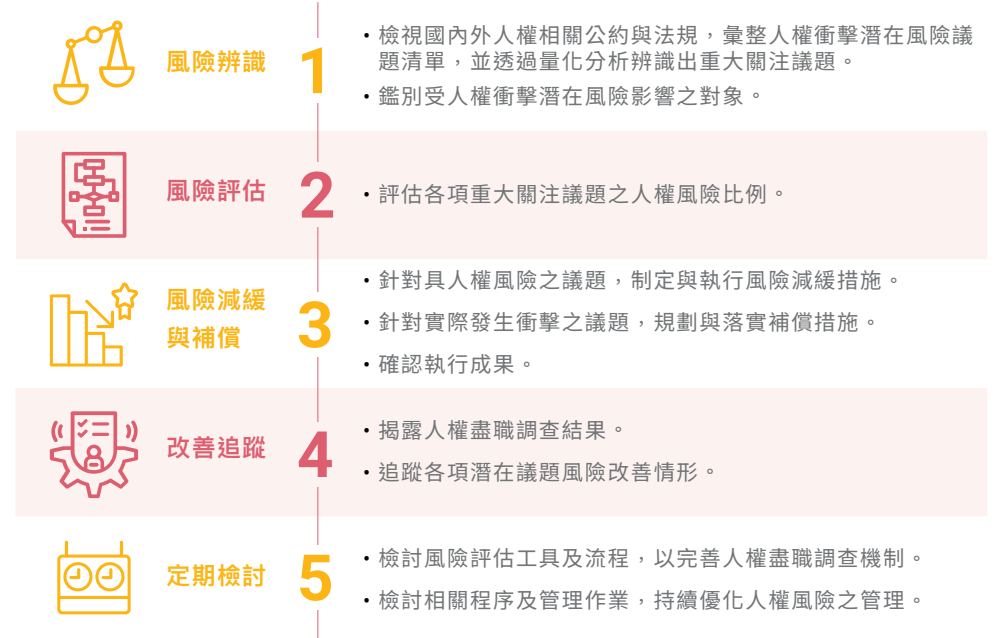 風險辨識
1
・檢視國內外人權相關公約與法規，彙整人權衝擊潛在風險議
題清單，並透過量化分析辨識出重大關注議題。
・鑑別受人權衝擊潛在風險影響之對象。
風險評估
2
・評估各項重大關注議題之人權風險比例。
風險減緩
與補償
3
・針對具人權風險之議題，制定與執行風險減緩措施。
・針對實際發生衝擊之議題，規劃與落實補償措施。
・確認執行成果。
改善追蹤
4
・揭露人權盡職調查結果。
・追蹤各項潛在議題風險改善情形。
定期檢討
5
・檢討風險評估工具及流程，以完善人權盡職調查機制。
・檢討相關程序及管理作業，持續優化人權風險之管理。